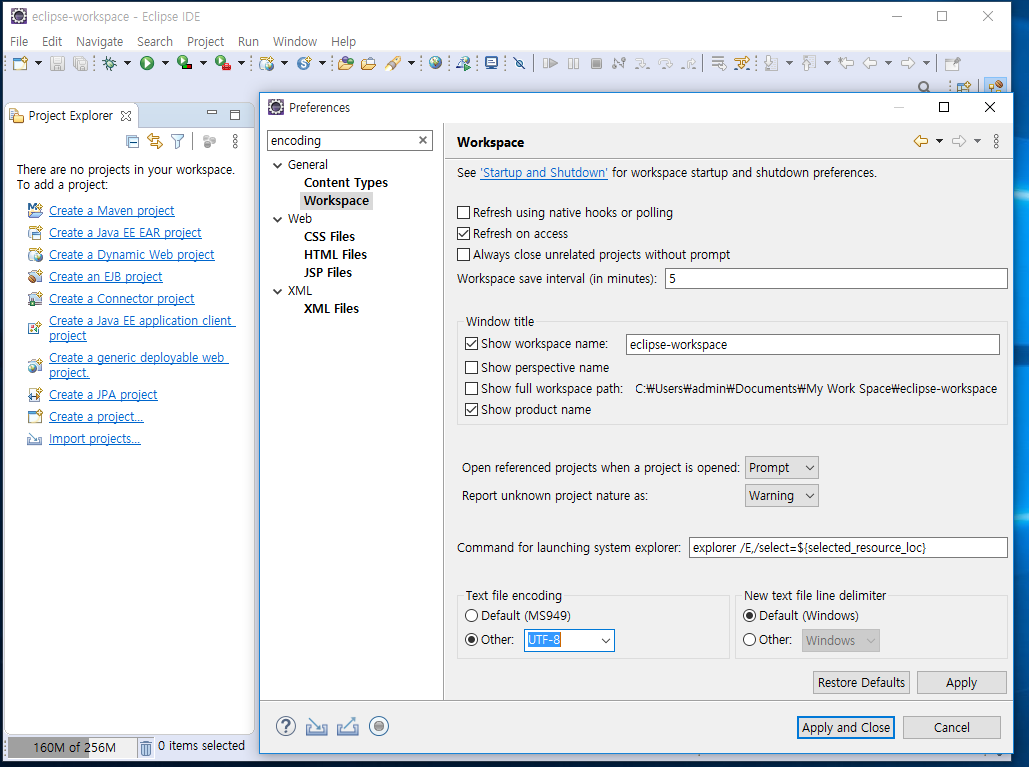 eclipse-workspace - Eclipse IDE
File Edit Navigate Search Project Run Window Help
Project Explorer
There are no projects in your workspace.
To add a project:
Create a Maven project
Create a Java EE EAR project
Create a Dynamic Web project
Create an EJB project
Create a Connector project
Create a Java EE application client
project
Create a generic deployable web
project.
Create a JPA project
Create a project...
Import projects...
160M of 256M
0 items selected
Preferences
encoding
General
Content Types
Workspace
Web
CSS Files
HTML Files
JSP Files
XML
XML Files
Workspace
See 'Startup and Shutdown' for workspace startup and shutdown preferences.
Refresh using native hooks or polling
Refresh on access
Always close unrelated projects without prompt
Workspace save interval (in minutes): 5
Window title
Show workspace name: eclipse-workspace
Show perspective name
Show full workspace path: C:₩Users₩admin₩Documents₩My Work Space₩eclipse-workspace
Show product name
Open referenced projects when a project is opened: Prompt
Report unknown project nature as: Warning
Command for launching system explorer: explorer /E,/select=${selected_resource_loc}
Text file encoding
Default (MS949)
Other: UTF-8
New text file line delimiter
Default (Windows)
Other: Windows
Restore Defaults Apply
Apply and Close Cancel